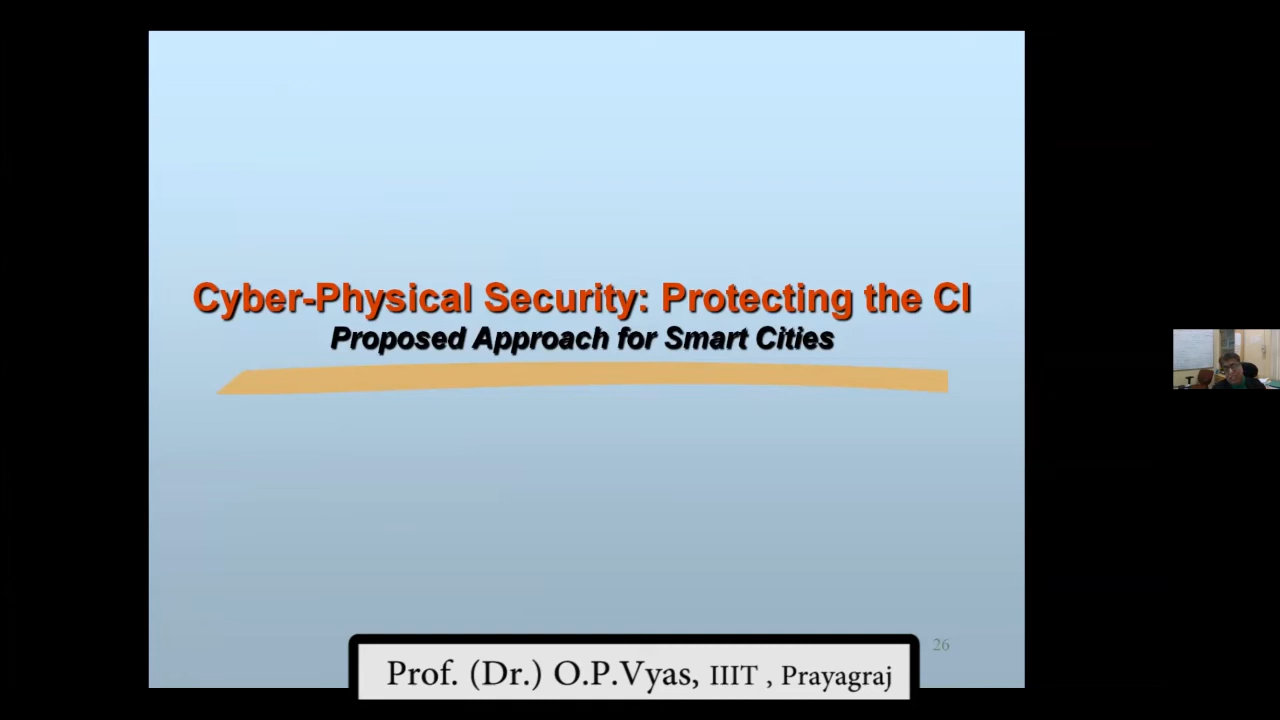 Cyber-Physical Security: Protecting the CI
Proposed Approach for Smart Cities
26
Prof. (Dr.) O.P.Vyas, IIIT , Prayagraj